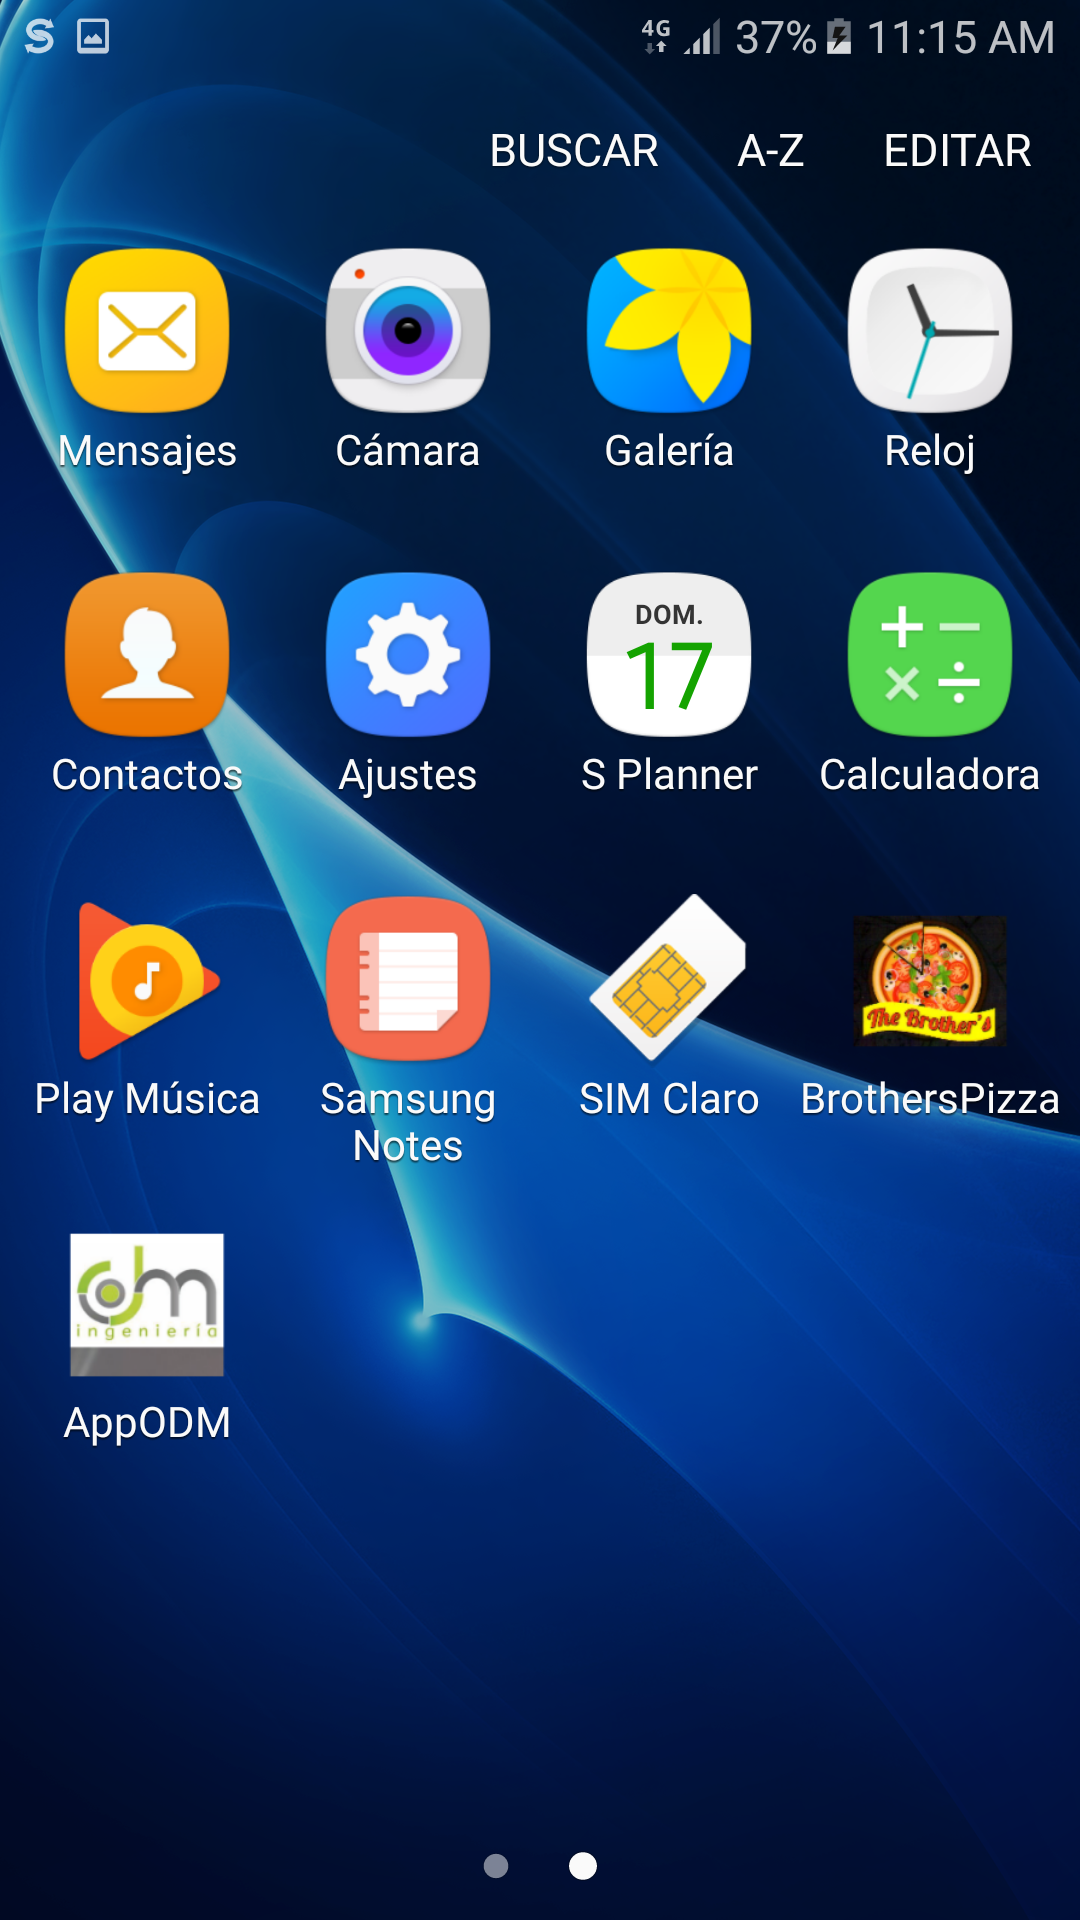 4G 37% 11:15 AM
BUSCAR A-Z EDITAR
Mensajes Cámara Galería Reloj
DOM.
17
Contactos Ajustes S Planner Calculadora
The Brother's
Play Música Samsung Notes SIM Claro BrothersPizza
odm
ingeniería
AppODM